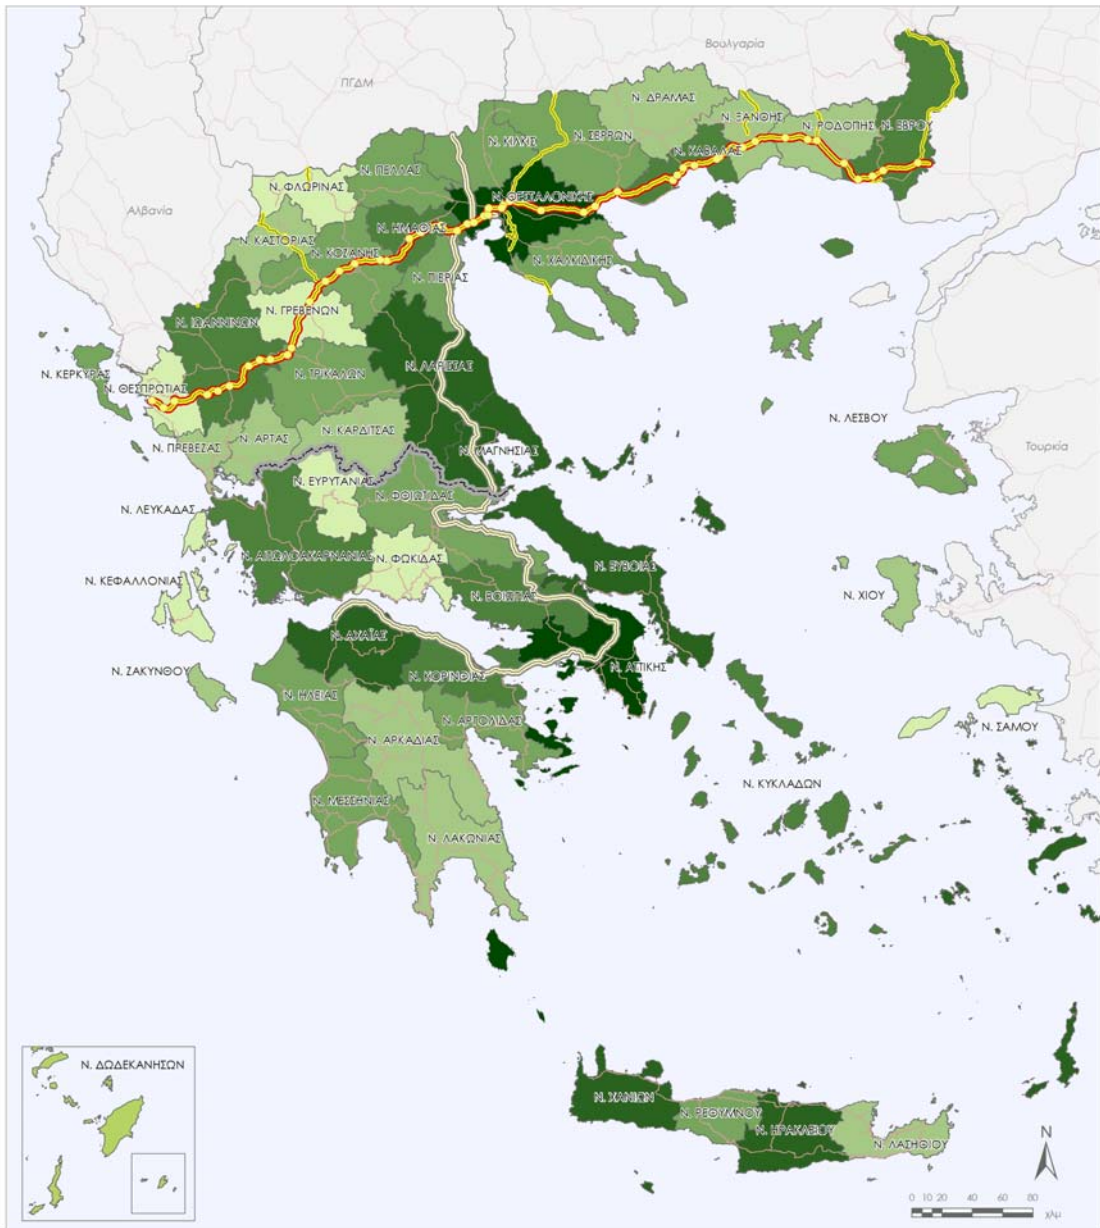 Βουλγαρία
ΠΓΔΜ
Ν. ΔΡΑΜΑΣ
Ν. ΞΑΝΘΗΣ
Ν. ΡΟΔΟΠΗΣ
Ν. ΕΒΡΟΥ
Ν. ΚΙΛΚΙΣ
Ν. ΣΕΡΡΩΝ
Ν. ΚΑΒΑΛΑΣ
Ν. ΠΕΛΛΑΣ
Ν. ΦΛΩΡΙΝΑΣ
Ν. ΘΕΣΣΑΛΟΝΙΚΗΣ
Αλβανία
Ν. ΗΜΑΘΙΑΣ
Ν. ΚΑΣΤΟΡΙΑΣ
Ν. ΚΟΖΑΝΗΣ
Ν. ΧΑΛΚΙΔΙΚΗΣ
Ν. ΠΙΕΡΙΑΣ
Ν. ΓΡΕΒΕΝΩΝ
Ν. ΙΩΑΝΝΙΝΩΝ
Ν. ΛΑΡΙΣΣΑΣ
Ν. ΚΕΡΚΥΡΑΣ
Ν. ΤΡΙΚΑΛΩΝ
Ν. ΘΕΣΠΡΩΤΙΑΣ
Ν. ΛΕΣΒΟΥ
Ν. ΚΑΡΔΙΤΣΑΣ
Ν. ΑΡΤΑΣ
Ν. ΠΡΕΒΕΖΑΣ
Ν. ΜΑΓΝΗΣΙΑΣ
Τουρκία
Ν. ΕΥΡΥΤΑΝΙΑΣ
Ν. ΦΘΙΩΤΙΔΑΣ
Ν. ΛΕΥΚΑΔΑΣ
Ν. ΑΙΤΩΛΟΑΚΑΡΝΑΝΙΑΣ
Ν. ΦΩΚΙΔΑΣ
Ν. ΕΥΒΟΙΑΣ
Ν. ΚΕΦΑΛΛΟΝΙΑΣ
Ν. ΒΟΙΩΤΙΑΣ
Ν. ΧΙΟΥ
Ν. ΑΧΑΪΑΣ
Ν. ΑΤΤΙΚΗΣ
Ν. ΖΑΚΥΝΘΟΥ
Ν. ΚΟΡΙΝΘΙΑΣ
Ν. ΗΛΕΙΑΣ
Ν. ΑΡΓΟΛΙΔΑΣ
Ν. ΣΑΜΟΥ
Ν. ΑΡΚΑΔΙΑΣ
Ν. ΚΥΚΛΑΔΩΝ
Ν. ΜΕΣΣΗΝΙΑΣ
Ν. ΛΑΚΩΝΙΑΣ
Ν. ΔΩΔΕΚΑΝΗΣΩΝ
Ν. ΧΑΝΙΩΝ
Ν. ΡΕΘΥΜΝΟΥ
Ν. ΗΡΑΚΛΕΙΟΥ
Ν. ΛΑΣΗΘΙΟΥ
N
0 10 20 40 60 80
χλμ